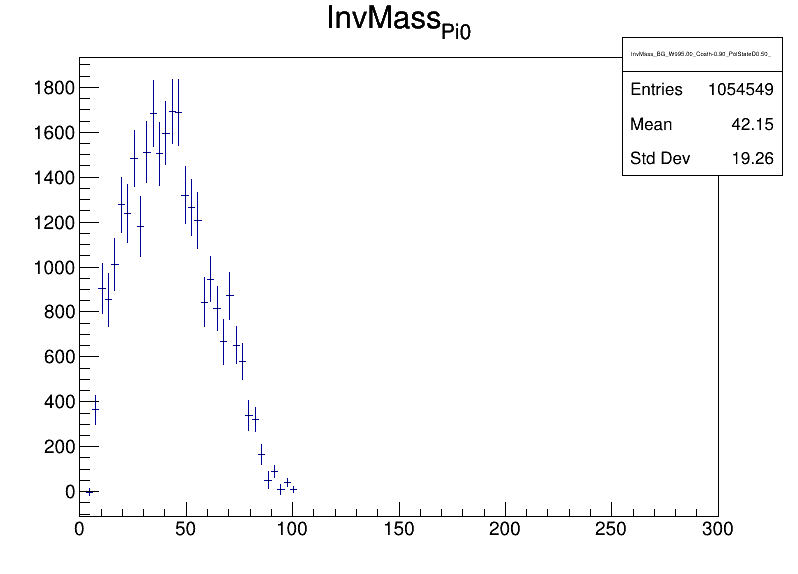 InvMass_Pi0
InvMass_BG_W995.00_Costh-0.90_PolStateD0.50_
Entries 1054549
Mean 42.15
Std Dev 19.26
1800
1600
1400
1200
1000
800
600
400
200
0
0 50 100 150 200 250 300